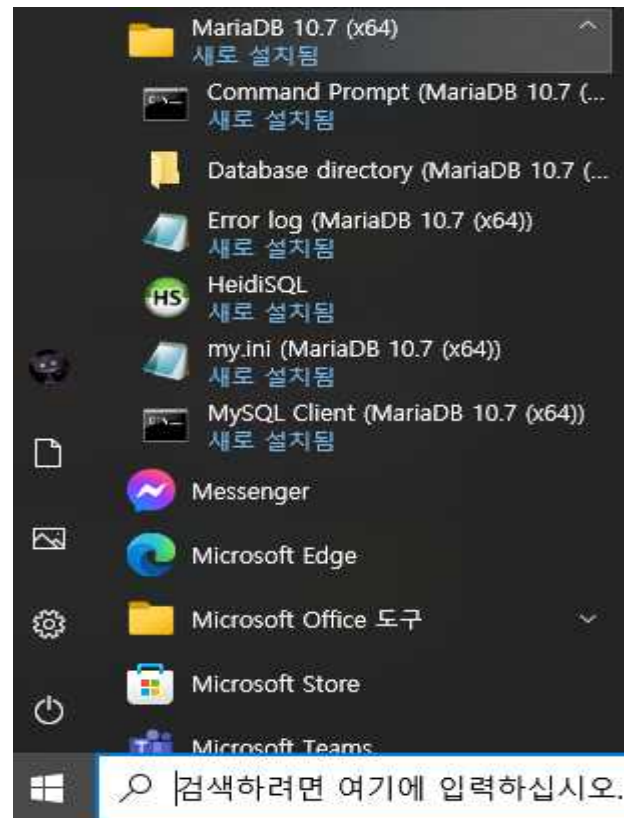 MariaDB 10.7 (x64)
새로 설치됨
Command Prompt (MariaDB 10.7 (...
새로 설치됨
Database directory (MariaDB 10.7 (...
Error log (MariaDB 10.7 (x64))
새로 설치됨
HS HeidiSQL
새로 설치됨
my.ini (MariaDB 10.7 (x64))
새로 설치됨
MySQL Client (MariaDB 10.7 (x64))
새로 설치됨
Messenger
Microsoft Edge
Microsoft Office 도구
Microsoft Store
Microsoft Teams
검색하려면 여기에 입력하십시오.